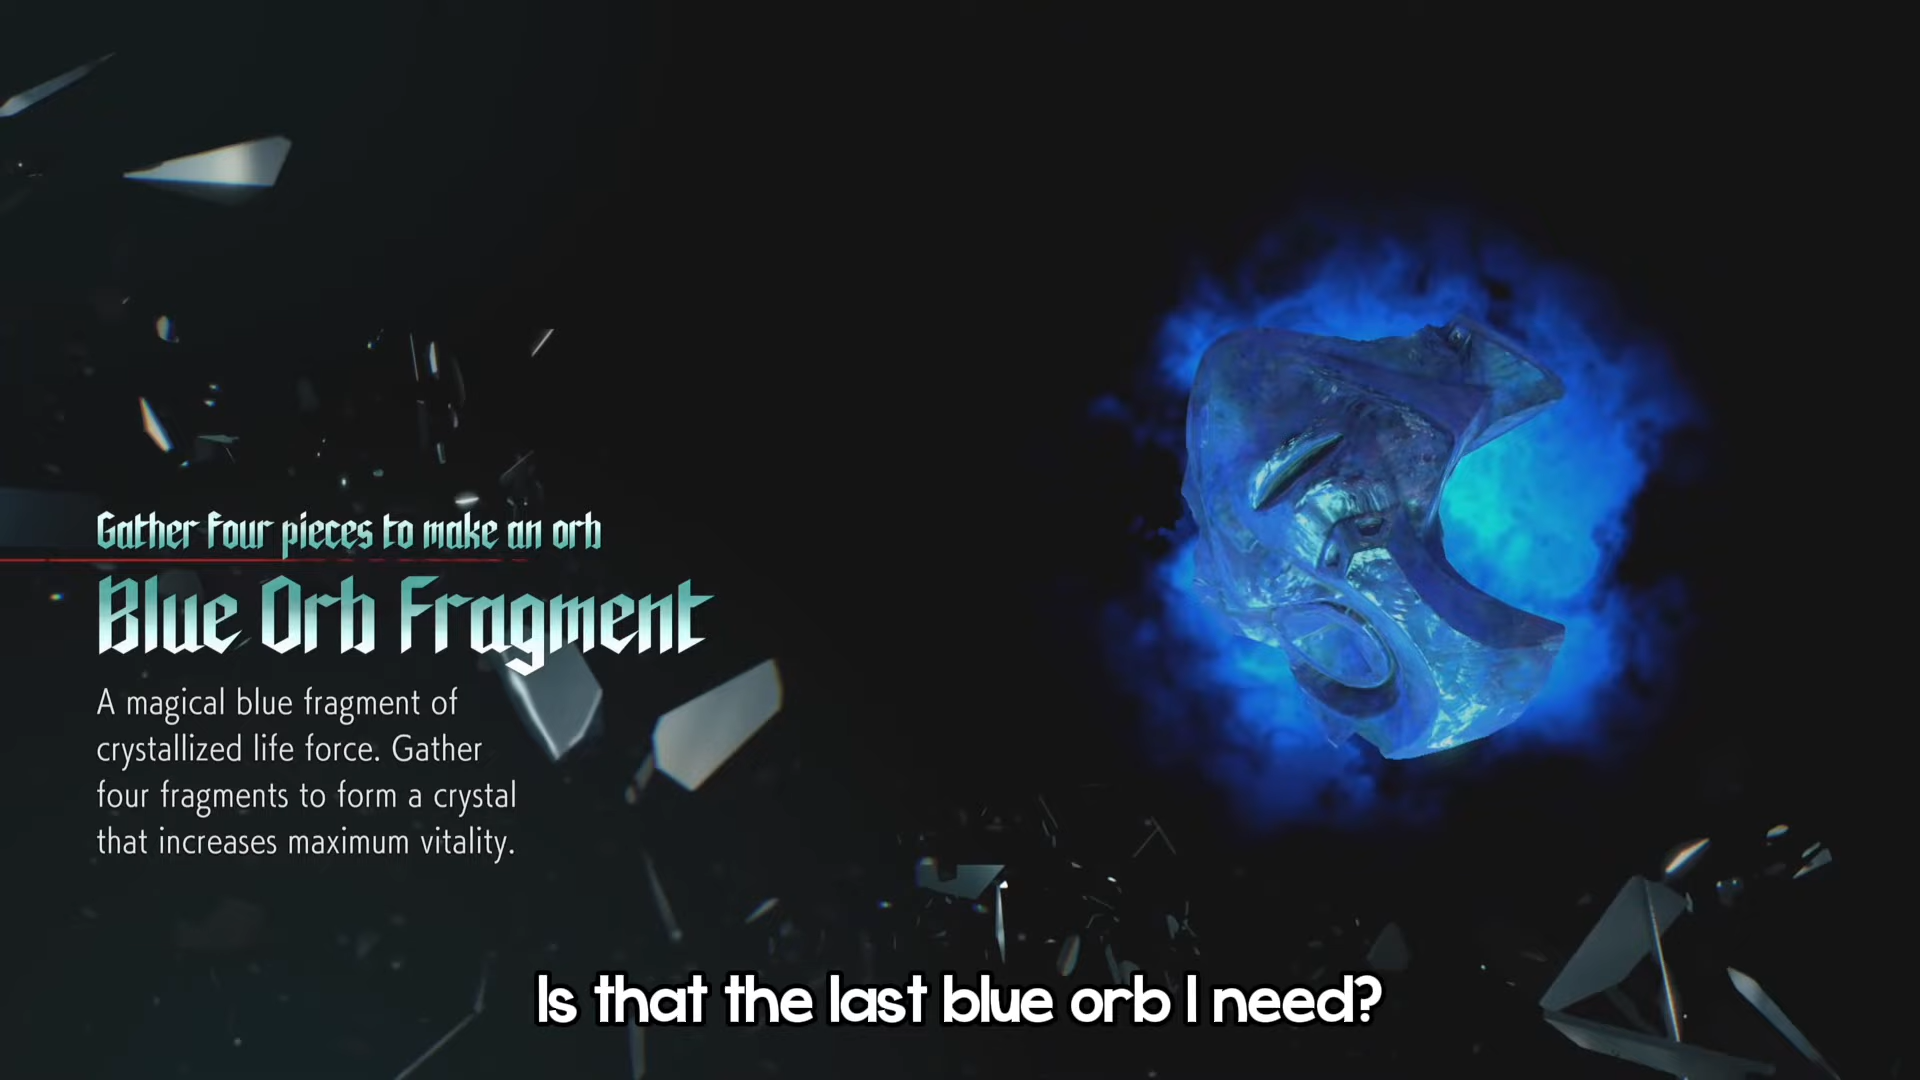 Gather four pieces to make an orb
Blue Orb Fragment
A magical blue fragment of
crystallized life force. Gather
four fragments to form a crystal
that increases maximum vitality.
Is that the last blue orb I need?